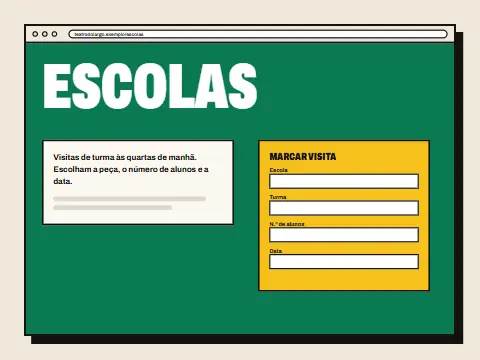 teatrodolargo.exemplo/escolas
ESCOLAS
Visitas de turma às quartas de manhã.
Escolham a peça, o número de alunos e a
data.
MARCAR VISITA
Escola
Turma
N.º de alunos
Data